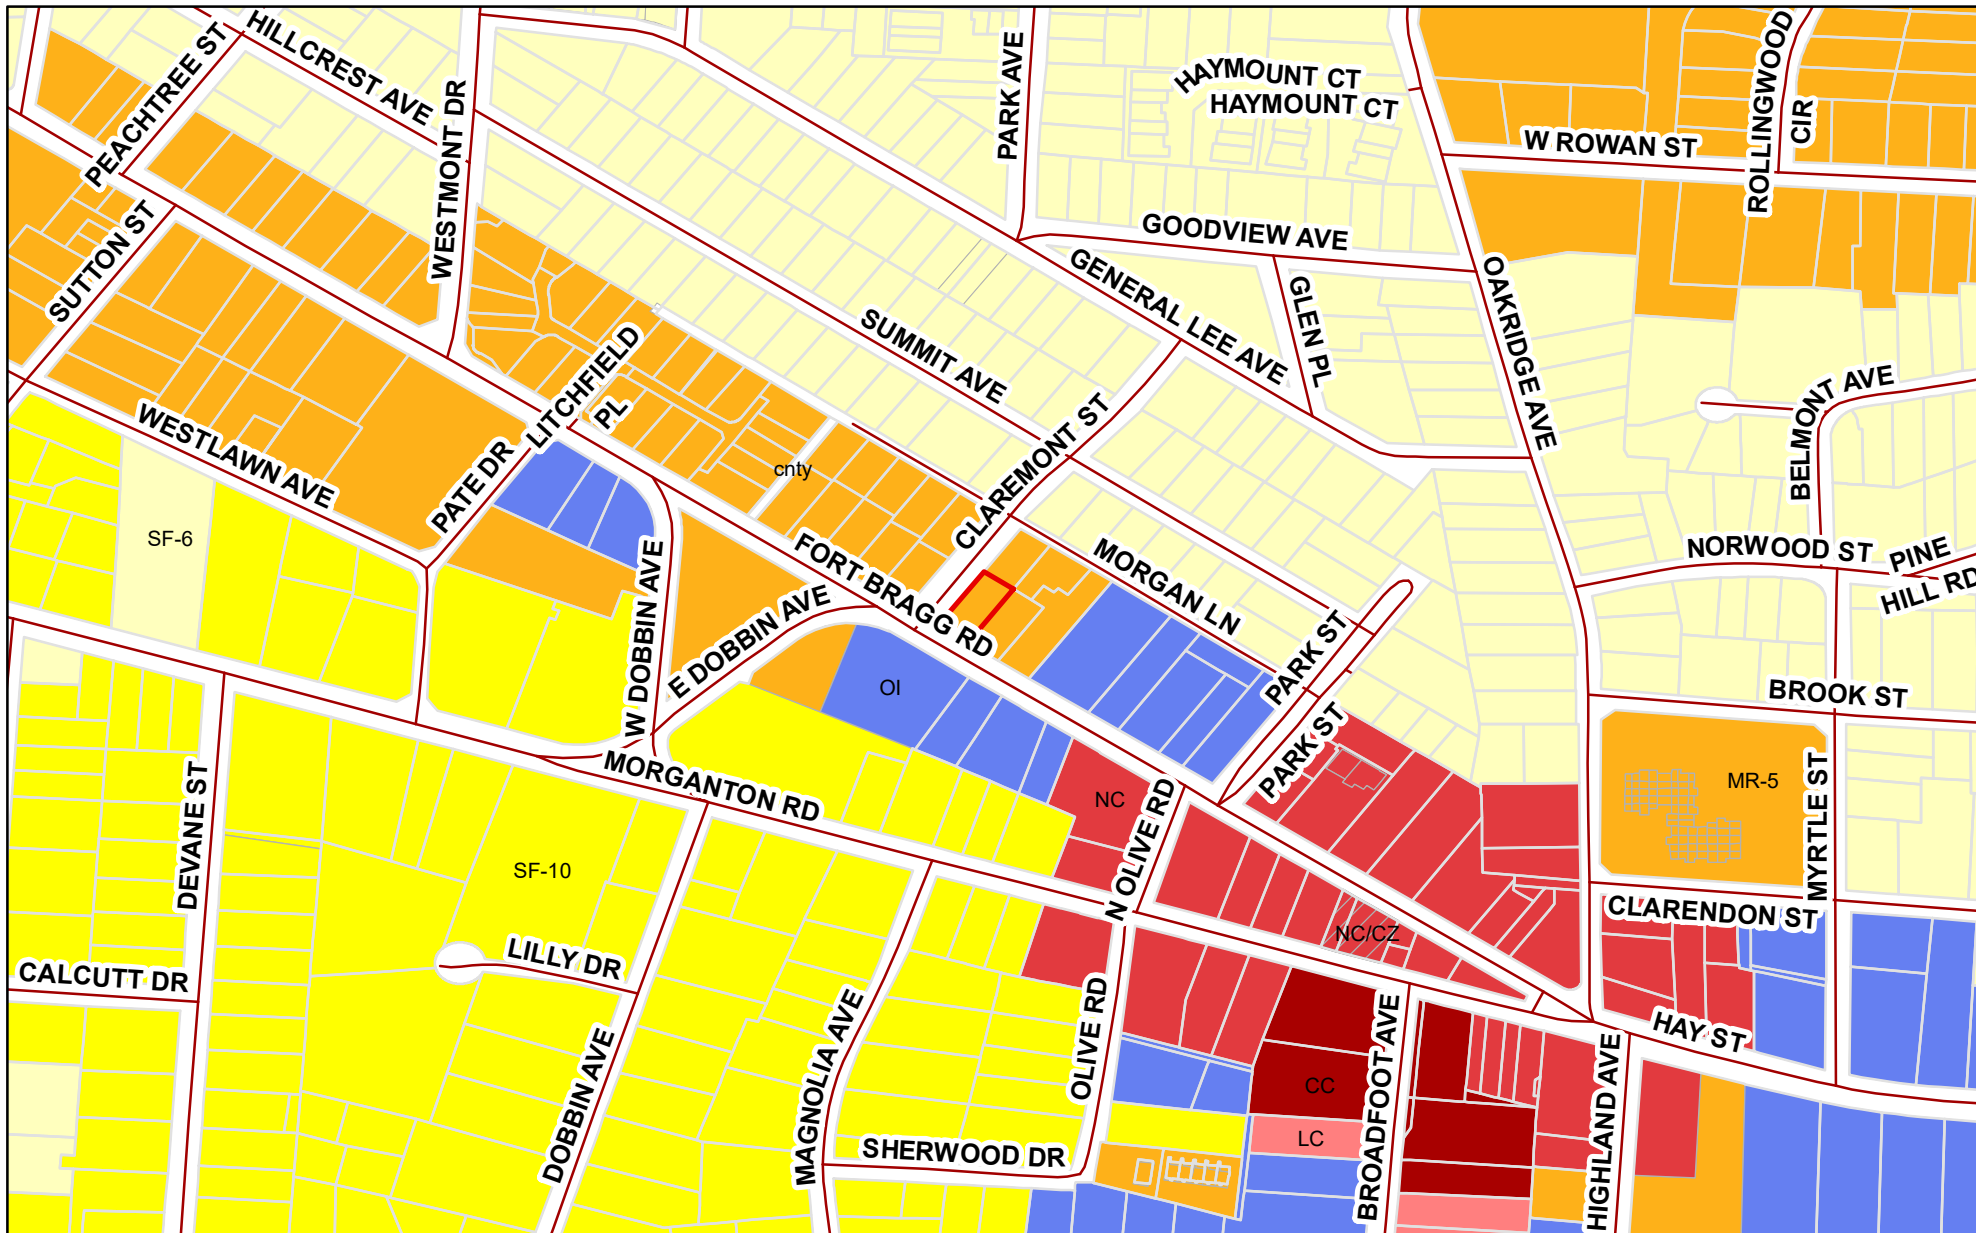 HILLCREST AVE
PEACHTREE ST
WESTMONT DR
PARK AVE
HAYMOUNT CT
HAYMOUNT CT
W ROWAN ST
ROLLINGWOOD
CIR
SUTTON ST
GOODVIEW AVE
GENERAL LEE AVE
GLEN PL
OAKRIDGE AVE
SUMMIT AVE
LITCHFIELD
PL
BELMONT AVE
WESTLAWN AVE
PATE DR
cnty
CLAREMONT ST
SF-6
FORT BRAGG RD
MORGAN LN
NORWOOD ST
PINE
HILL RD
W DOBBIN AVE
E DOBBIN AVE
PARK ST
OI
BROOK ST
PARK ST
MORGANTON RD
NC
N OLIVE RD
MR-5
MYRTLE ST
DEVANE ST
SF-10
CLARENDON ST
NC/CZ
LILLY DR
CALCUTT DR
MAGNOLIA AVE
OLIVE RD
BROADFOOT AVE
HAY ST
DOBBIN AVE
CC
HIGHLAND AVE
LC
SHERWOOD DR